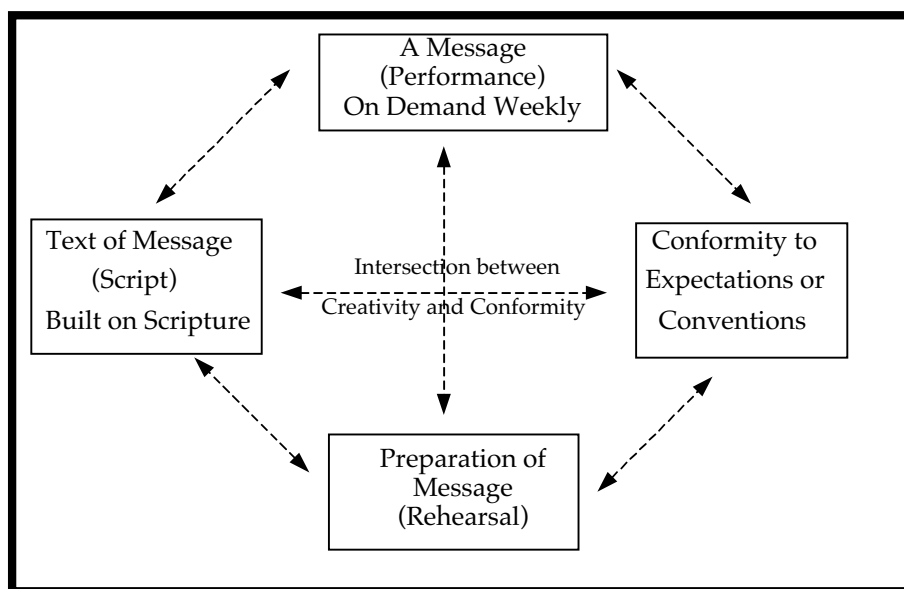 A Message
(Performance)
On Demand Weekly
Text of Message
(Script)
Built on Scripture
Intersection between
Creativity and Conformity
Conformity to
Expectations or
Conventions
Preparation of
Message
(Rehearsal)